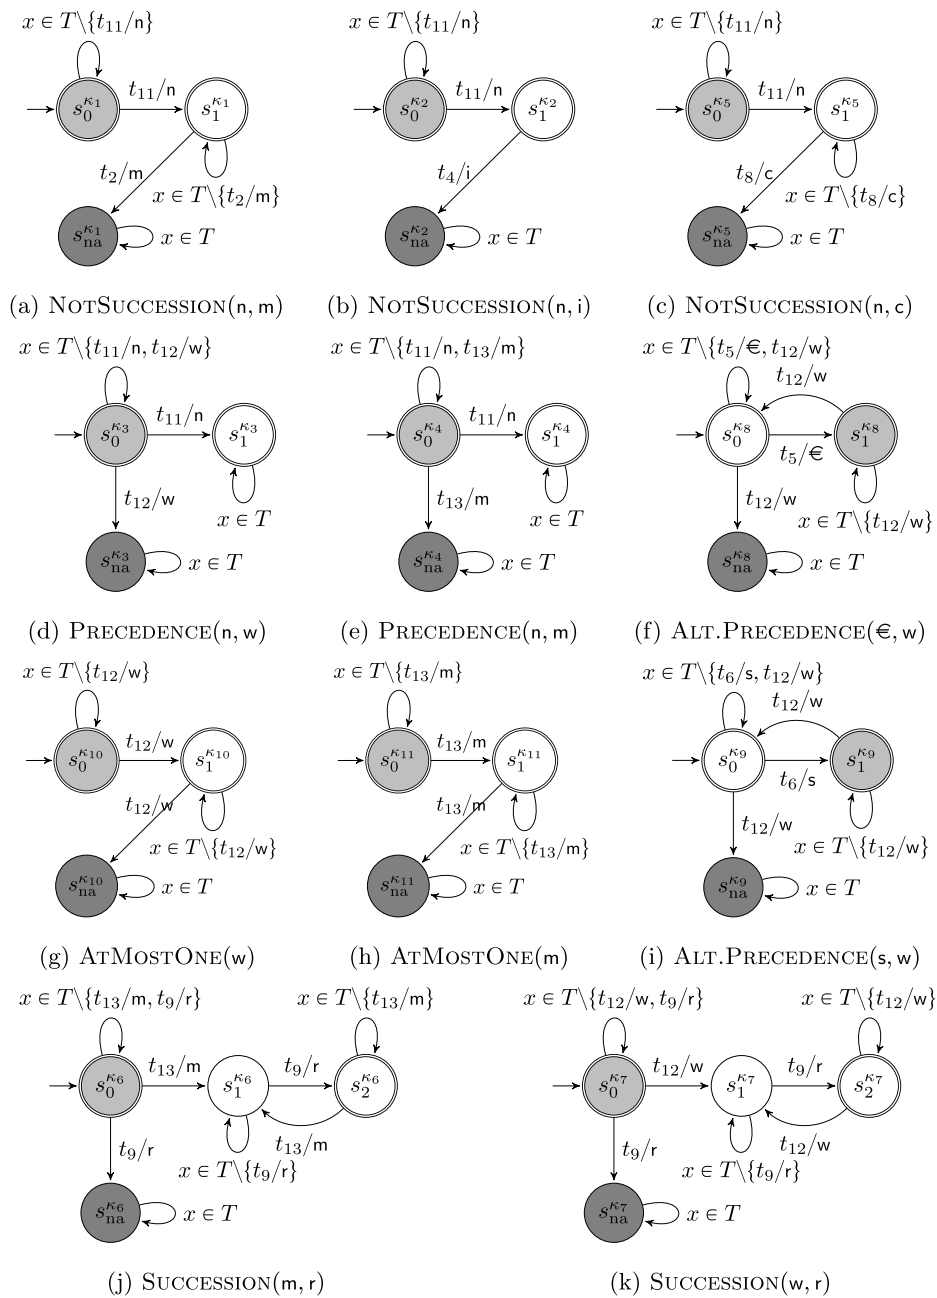 x ∈ T\{t₁₁/n} x ∈ T\{t₁₁/n} x ∈ T\{t₁₁/n}
s₀^κ₁ t₁₁/n s₁^κ₁ s₀^κ₂ t₁₁/n s₁^κ₂ s₀^κ₅ t₁₁/n s₁^κ₅
t₂/m t₄/i t₈/c
x ∈ T\{t₂/m} x ∈ T\{t₈/c}
s_na^κ₁ x ∈ T s_na^κ₂ x ∈ T s_na^κ₅ x ∈ T
(a) NOTSUCCESSION(n, m) (b) NOTSUCCESSION(n, i) (c) NOTSUCCESSION(n, c)
x ∈ T\{t₁₁/n, t₁₂/w} x ∈ T\{t₁₁/n, t₁₃/m} x ∈ T\{t₅/€, t₁₂/w}
t₁₂/w
s₀^κ₃ t₁₁/n s₁^κ₃ s₀^κ₄ t₁₁/n s₁^κ₄ s₀^κ₈ t₅/€ s₁^κ₈
t₁₂/w t₁₃/m t₁₂/w
x ∈ T x ∈ T x ∈ T\{t₁₂/w}
s_na^κ₃ x ∈ T s_na^κ₄ x ∈ T s_na^κ₈ x ∈ T
(d) PRECEDENCE(n, w) (e) PRECEDENCE(n, m) (f) ALT.PRECEDENCE(€, w)
x ∈ T\{t₁₂/w} x ∈ T\{t₁₃/m} x ∈ T\{t₆/s, t₁₂/w}
t₁₂/w
s₀^κ₁₀ t₁₂/w s₁^κ₁₀ s₀^κ₁₁ t₁₃/m s₁^κ₁₁ s₀^κ₉ t₆/s s₁^κ₉
t₁₂/w t₁₃/m t₁₂/w
x ∈ T\{t₁₂/w} x ∈ T\{t₁₃/m} x ∈ T\{t₁₂/w}
s_na^κ₁₀ x ∈ T s_na^κ₁₁ x ∈ T s_na^κ₉ x ∈ T
(g) ATMOSTONE(w) (h) ATMOSTONE(m) (i) ALT.PRECEDENCE(s, w)
x ∈ T\{t₁₃/m, t₉/r} x ∈ T\{t₁₃/m} x ∈ T\{t₁₂/w, t₉/r} x ∈ T\{t₁₂/w}
s₀^κ₆ t₁₃/m s₁^κ₆ t₉/r s₂^κ₆ s₀^κ₇ t₁₂/w s₁^κ₇ t₉/r s₂^κ₇
t₉/r t₁₃/m t₉/r t₁₂/w
x ∈ T\{t₉/r} x ∈ T\{t₉/r}
s_na^κ₆ x ∈ T s_na^κ₇ x ∈ T
(j) SUCCESSION(m, r) (k) SUCCESSION(w, r)